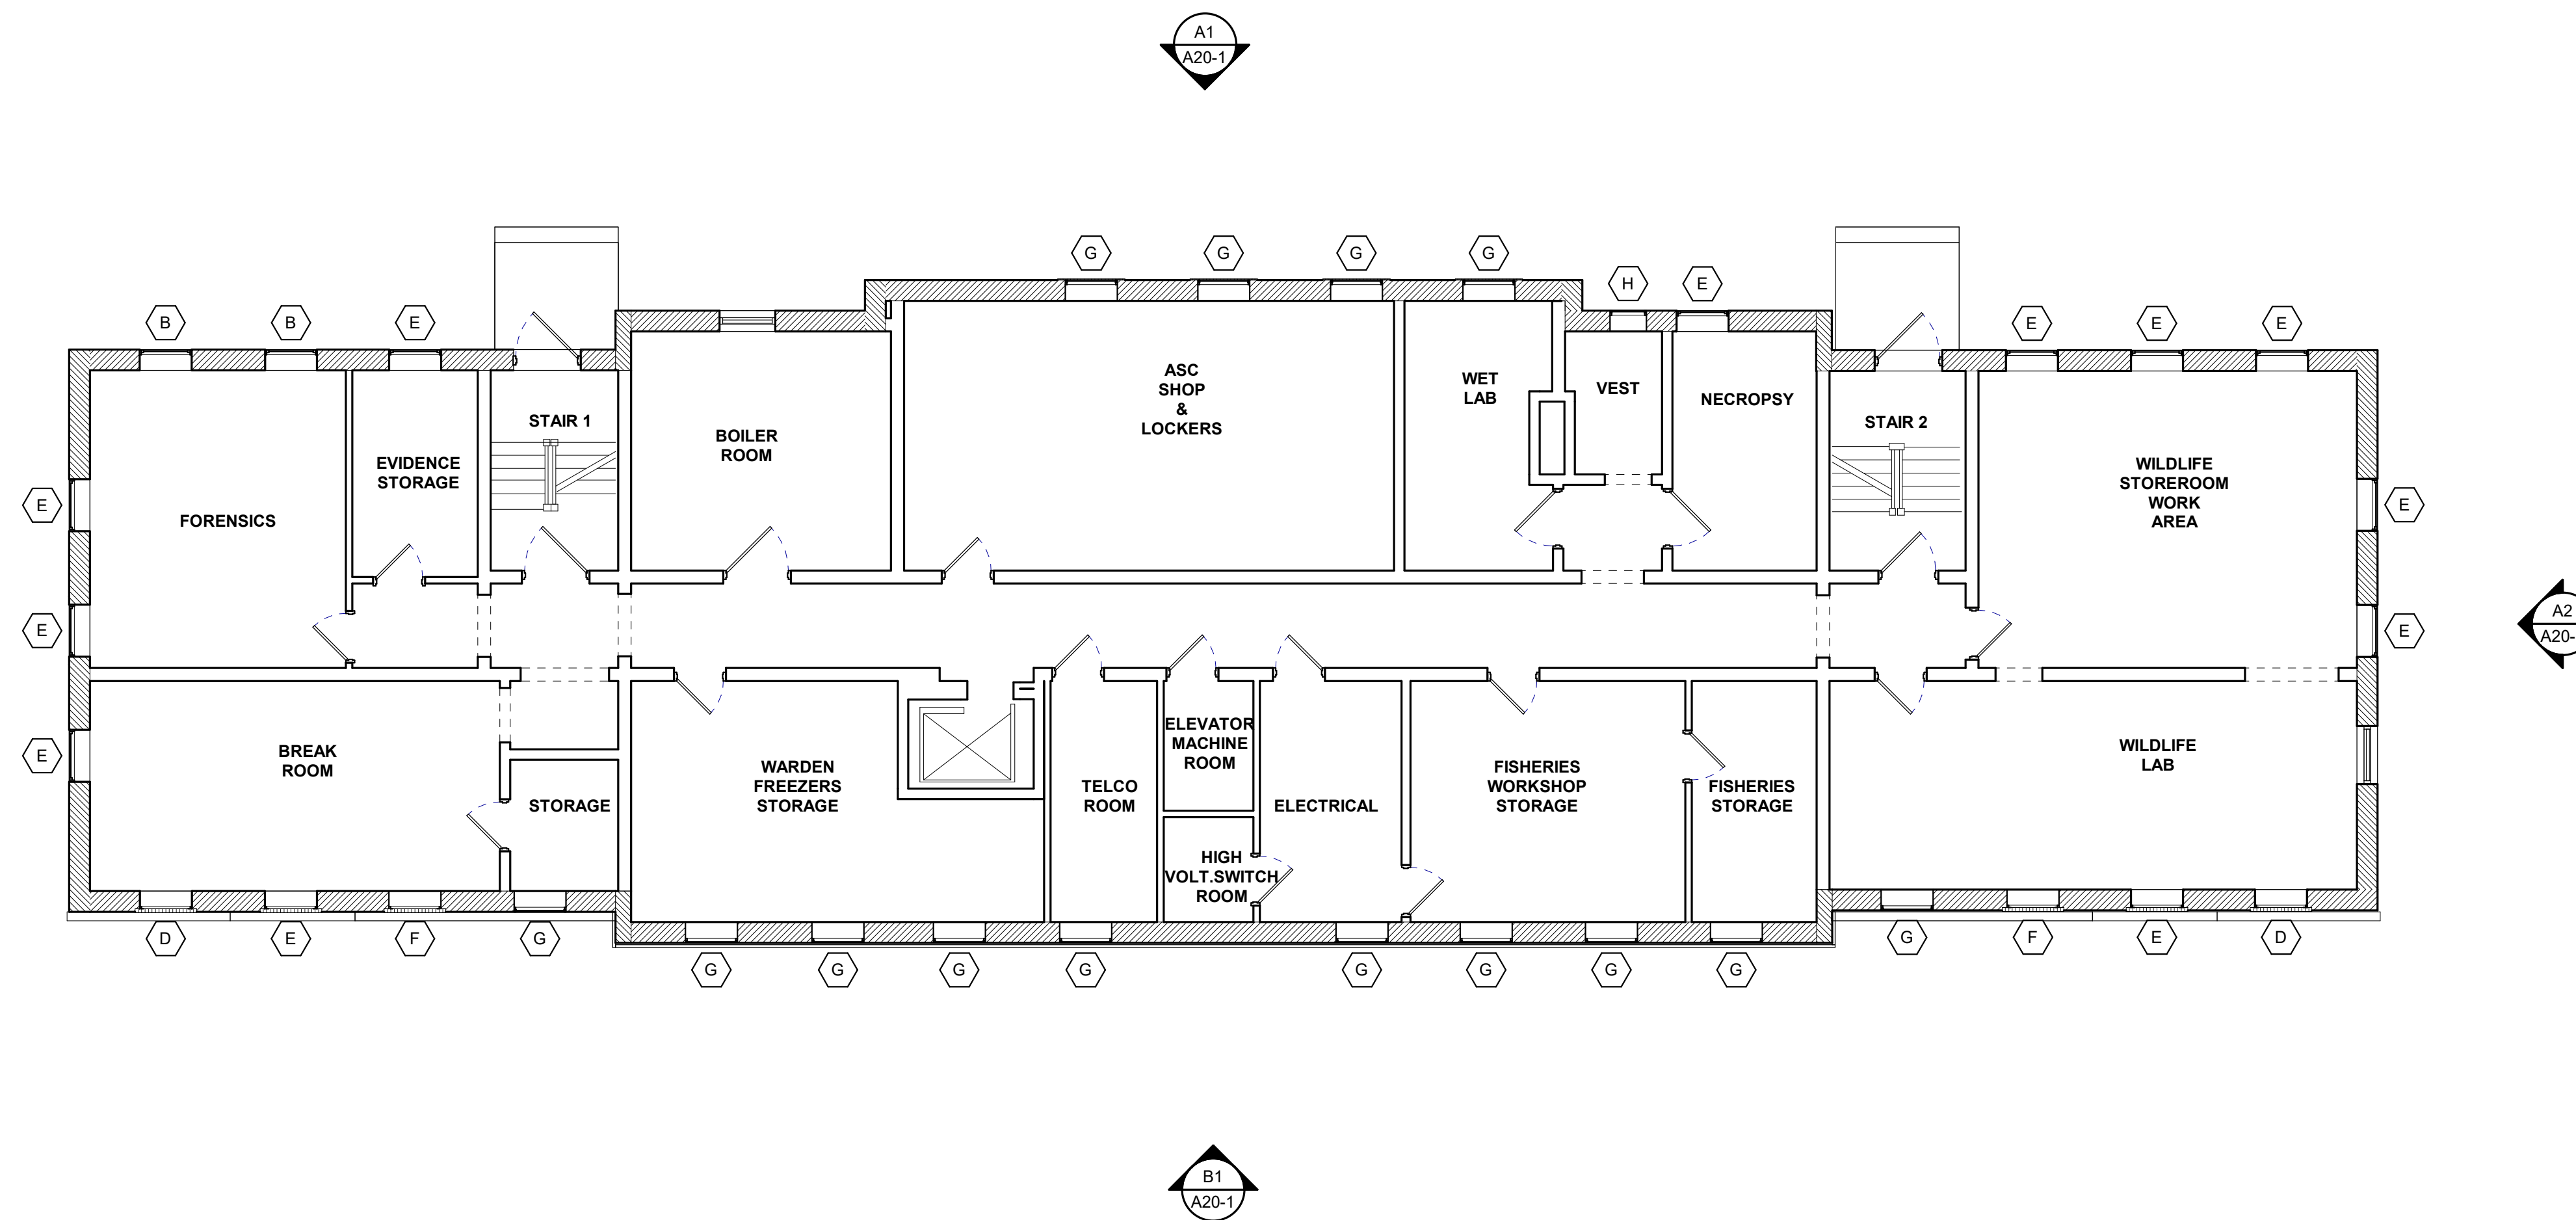 A1
A20-1
G
G
G
G
H
E
B
B
E
E
E
E
ASC
SHOP
&
LOCKERS
WET
LAB
VEST
NECROPSY
STAIR 1
STAIR 2
BOILER
ROOM
EVIDENCE
STORAGE
WILDLIFE
STOREROOM
WORK
AREA
FORENSICS
E
E
E
E
A2
A20-
ELEVATOR
MACHINE
ROOM
BREAK
ROOM
E
WILDLIFE
LAB
WARDEN
FREEZERS
STORAGE
TELCO
ROOM
FISHERIES
WORKSHOP
STORAGE
FISHERIES
STORAGE
STORAGE
ELECTRICAL
HIGH
VOLT.SWITCH
ROOM
D
E
F
G
G
F
E
D
G
G
G
G
G
G
G
G
B1
A20-1